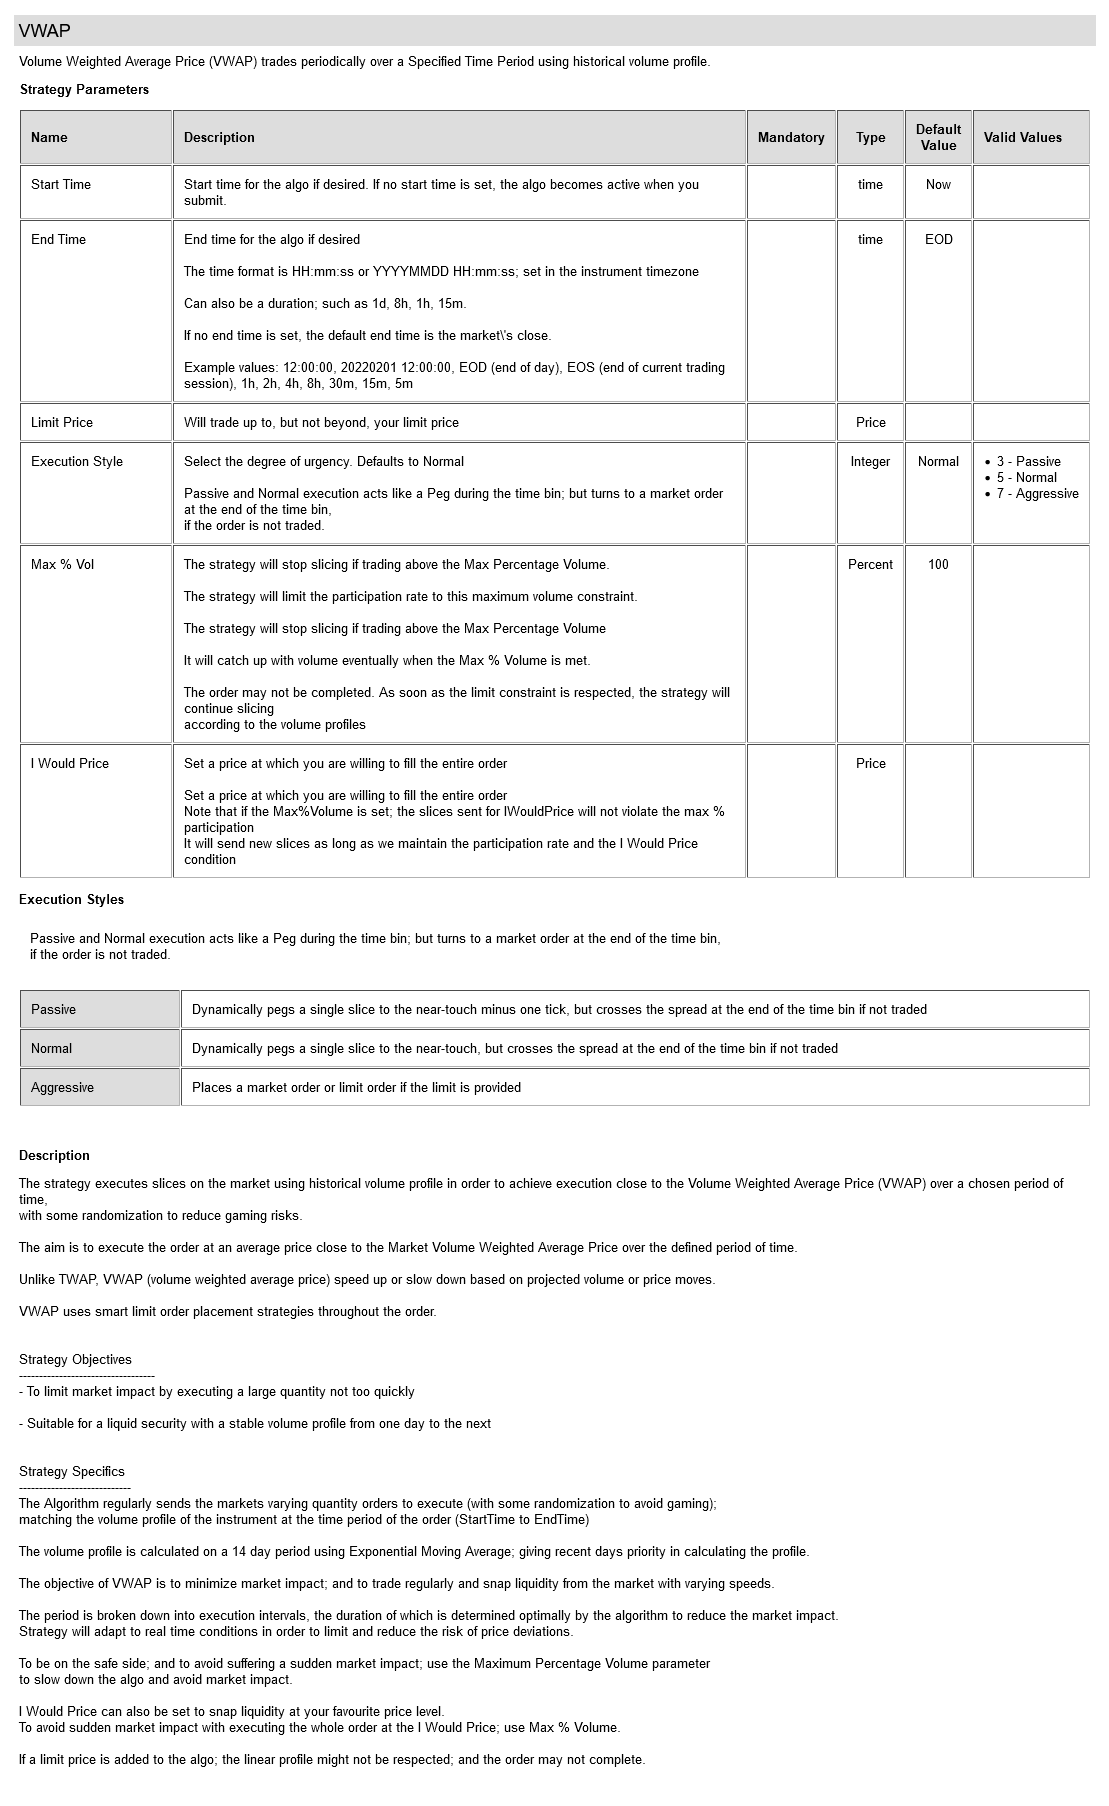 VWAP
Volume Weighted Average Price (VWAP) trades periodically over a Specified Time Period using historical volume profile.
Strategy Parameters
Name Description Mandatory Type Default Value Valid Values
Start Time Start time for the algo if desired. If no start time is set, the algo becomes active when you time Now
submit.
End Time End time for the algo if desired time EOD
The time format is HH:mm:ss or YYYYMMDD HH:mm:ss; set in the instrument timezone
Can also be a duration; such as 1d, 8h, 1h, 15m.
If no end time is set, the default end time is the market\'s close.
Example values: 12:00:00, 20220201 12:00:00, EOD (end of day), EOS (end of current trading
session), 1h, 2h, 4h, 8h, 30m, 15m, 5m
Limit Price Will trade up to, but not beyond, your limit price Price
Execution Style Select the degree of urgency. Defaults to Normal Integer Normal • 3 - Passive
• 5 - Normal
Passive and Normal execution acts like a Peg during the time bin; but turns to a market order • 7 - Aggressive
at the end of the time bin,
if the order is not traded.
Max % Vol The strategy will stop slicing if trading above the Max Percentage Volume. Percent 100
The strategy will limit the participation rate to this maximum volume constraint.
The strategy will stop slicing if trading above the Max Percentage Volume
It will catch up with volume eventually when the Max % Volume is met.
The order may not be completed. As soon as the limit constraint is respected, the strategy will
continue slicing
according to the volume profiles
I Would Price Set a price at which you are willing to fill the entire order Price
Set a price at which you are willing to fill the entire order
Note that if the Max%Volume is set; the slices sent for IWouldPrice will not violate the max %
participation
It will send new slices as long as we maintain the participation rate and the I Would Price
condition
Execution Styles
Passive and Normal execution acts like a Peg during the time bin; but turns to a market order at the end of the time bin,
if the order is not traded.
Passive Dynamically pegs a single slice to the near-touch minus one tick, but crosses the spread at the end of the time bin if not traded
Normal Dynamically pegs a single slice to the near-touch, but crosses the spread at the end of the time bin if not traded
Aggressive Places a market order or limit order if the limit is provided
Description
The strategy executes slices on the market using historical volume profile in order to achieve execution close to the Volume Weighted Average Price (VWAP) over a chosen period of
time,
with some randomization to reduce gaming risks.
The aim is to execute the order at an average price close to the Market Volume Weighted Average Price over the defined period of time.
Unlike TWAP, VWAP (volume weighted average price) speed up or slow down based on projected volume or price moves.
VWAP uses smart limit order placement strategies throughout the order.
Strategy Objectives
----------------------------------
- To limit market impact by executing a large quantity not too quickly
- Suitable for a liquid security with a stable volume profile from one day to the next
Strategy Specifics
----------------------------
The Algorithm regularly sends the markets varying quantity orders to execute (with some randomization to avoid gaming);
matching the volume profile of the instrument at the time period of the order (StartTime to EndTime)
The volume profile is calculated on a 14 day period using Exponential Moving Average; giving recent days priority in calculating the profile.
The objective of VWAP is to minimize market impact; and to trade regularly and snap liquidity from the market with varying speeds.
The period is broken down into execution intervals, the duration of which is determined optimally by the algorithm to reduce the market impact.
Strategy will adapt to real time conditions in order to limit and reduce the risk of price deviations.
To be on the safe side; and to avoid suffering a sudden market impact; use the Maximum Percentage Volume parameter
to slow down the algo and avoid market impact.
I Would Price can also be set to snap liquidity at your favourite price level.
To avoid sudden market impact with executing the whole order at the I Would Price; use Max % Volume.
If a limit price is added to the algo; the linear profile might not be respected; and the order may not complete.